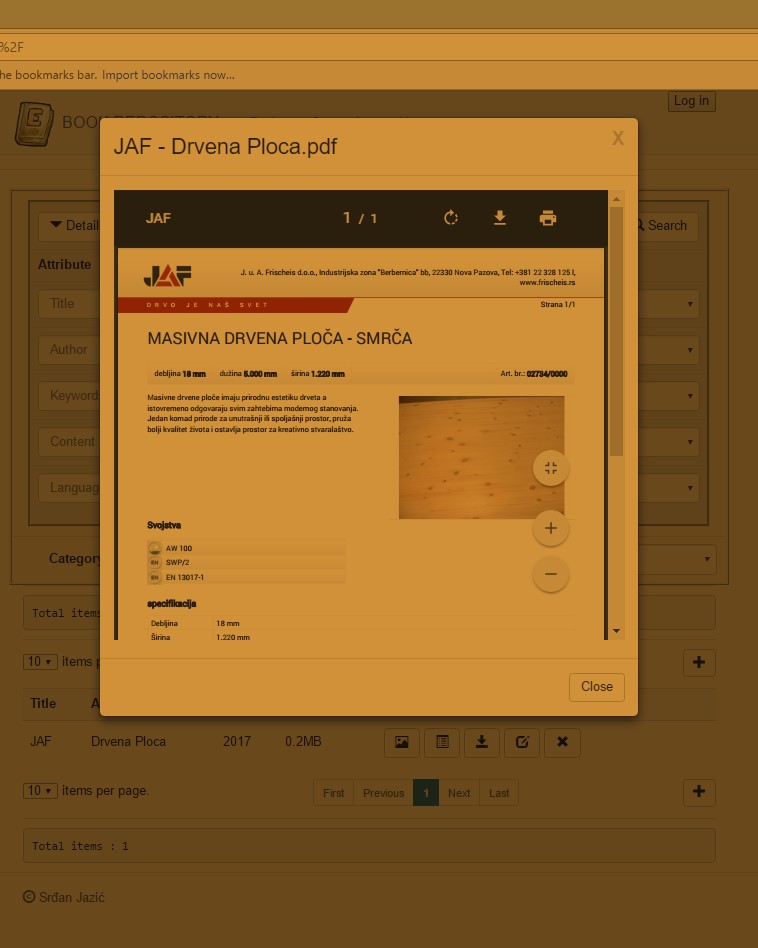 %2F
he bookmarks bar. Import bookmarks now...
Log in
BOO
JAF - Drvena Ploca.pdf
X
Detail
Search
Attribute
Title
Author
Keyword
Content
Languag
Category
JAF
1 / 1
JAF
J. u. A. Frischeis d.o.o., Industrijska zona "Berbernica" bb, 22330 Nova Pazova, Tel: +381 22 328 125 l,
www.frischeis.rs
DRVO JE NAŠ SVET
Strana 1/1
MASIVNA DRVENA PLOČA - SMRČA
debljina 18 mm dužina 5.000 mm širina 1.220 mm Art. br.: 02734/0000
Masivne drvene ploče imaju prirodnu estetiku drveta a
istovremeno odgovaraju svim zahtebima modernog stanovanja.
Jedan komad prirode za unutrašnji ili spoljašnji prostor, pruža
bolji kvalitet života i ostavlja prostor za kreativno stvaralaštvo.
Svojstva
AW 100
EN SWP/2
EN EN 13017-1
specifikacija
Debljina 18 mm
Širina 1.220 mm
Close
Total items
10 items p
Title A
JAF Drvena Ploca 2017 0.2MB
10 items per page.
First Previous 1 Next Last
Total items : 1
© Srđan Jazić